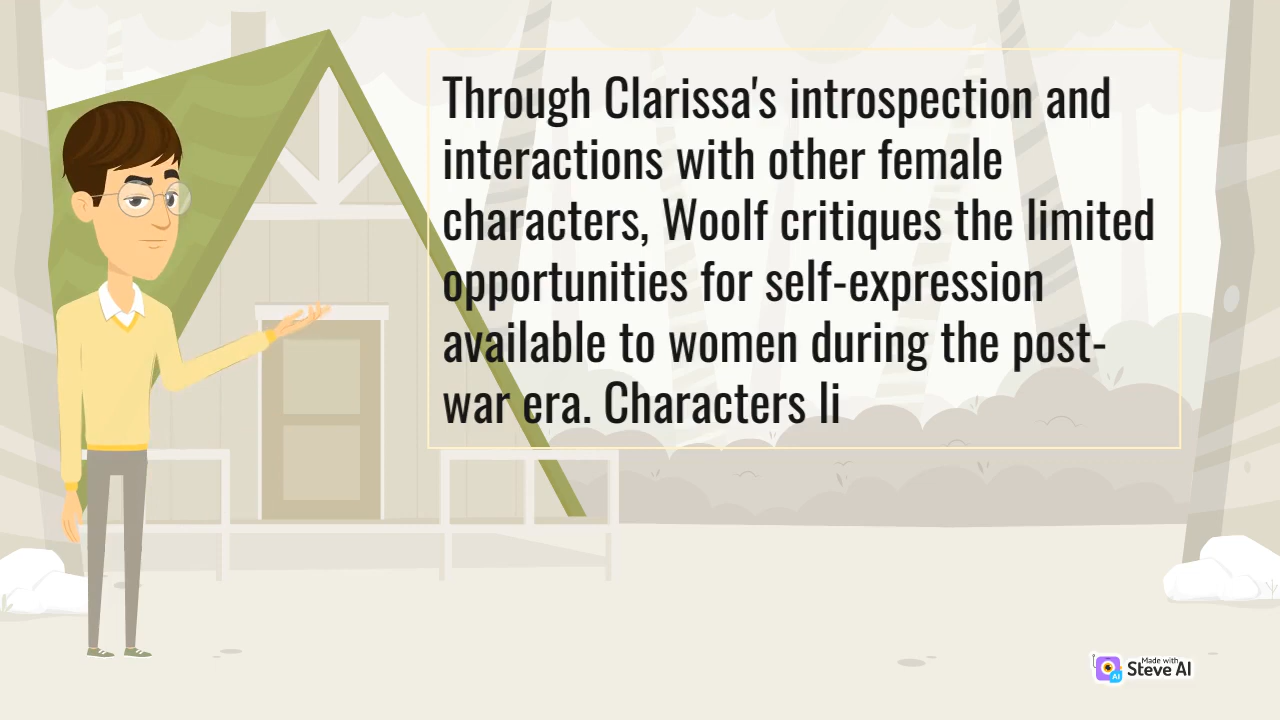 Through Clarissa's introspection and
interactions with other female
characters, Woolf critiques the limited
opportunities for self-expression
available to women during the post-
war era. Characters li
Made with
Steve AI
AI